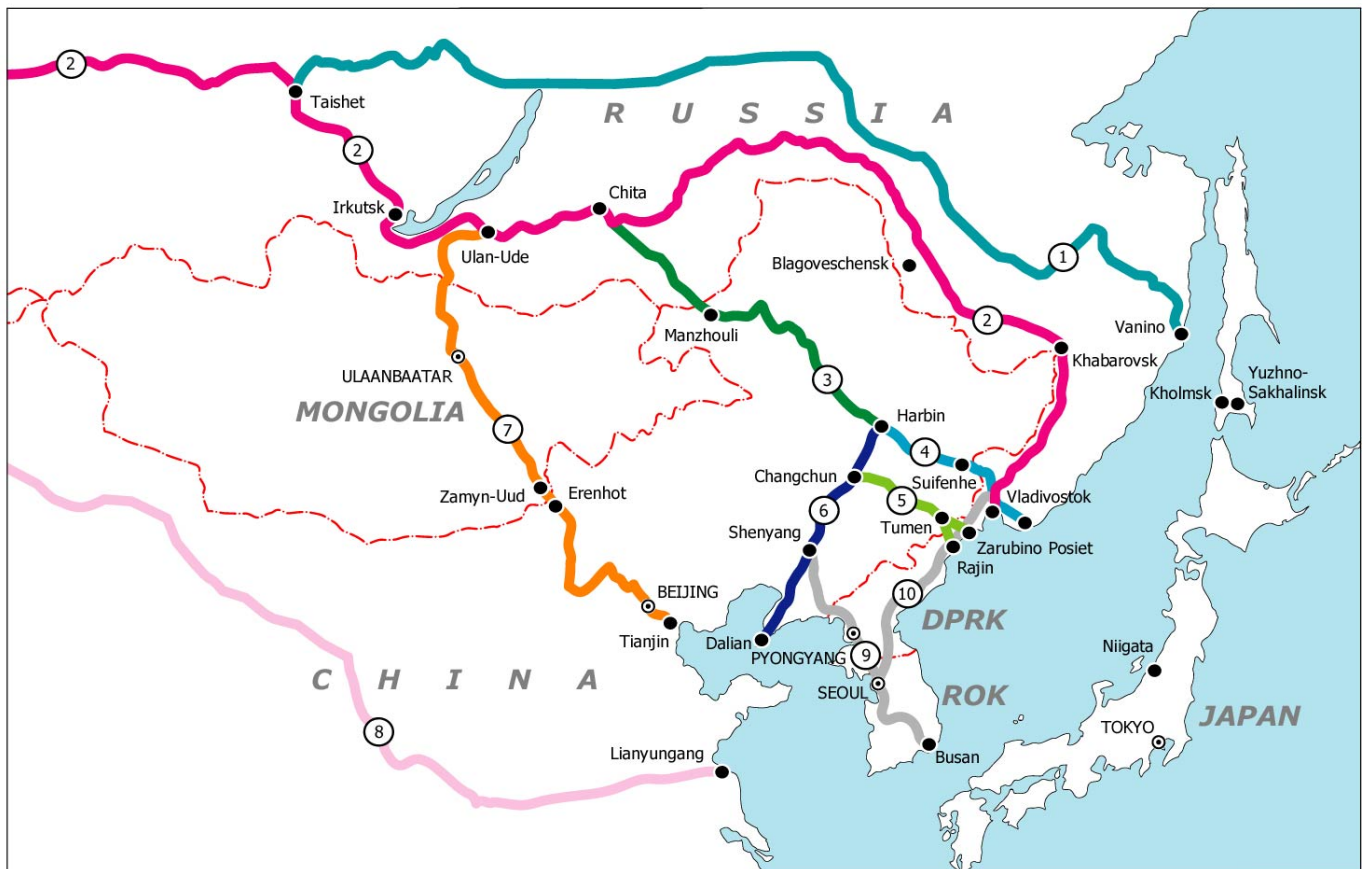 2
Taishet
RUSSIA
2
Chita
Irkutsk
Ulan-Ude
Blagoveschensk
1
Manzhouli
2
Vanino
Khabarovsk
ULAANBAATAR
3
MONGOLIA
Kholmsk
Yuzhno-
Sakhalinsk
Harbin
7
4
Changchun
Suifenhe
Zamyn-Uud
Erenhot
5
Vladivostok
6
Tumen
Shenyang
Zarubino Posiet
Rajin
BEIJING
10
DPRK
Tianjin
Dalian
PYONGYANG
9
Niigata
CHINA
SEOUL
ROK
JAPAN
8
TOKYO
Lianyungang
Busan